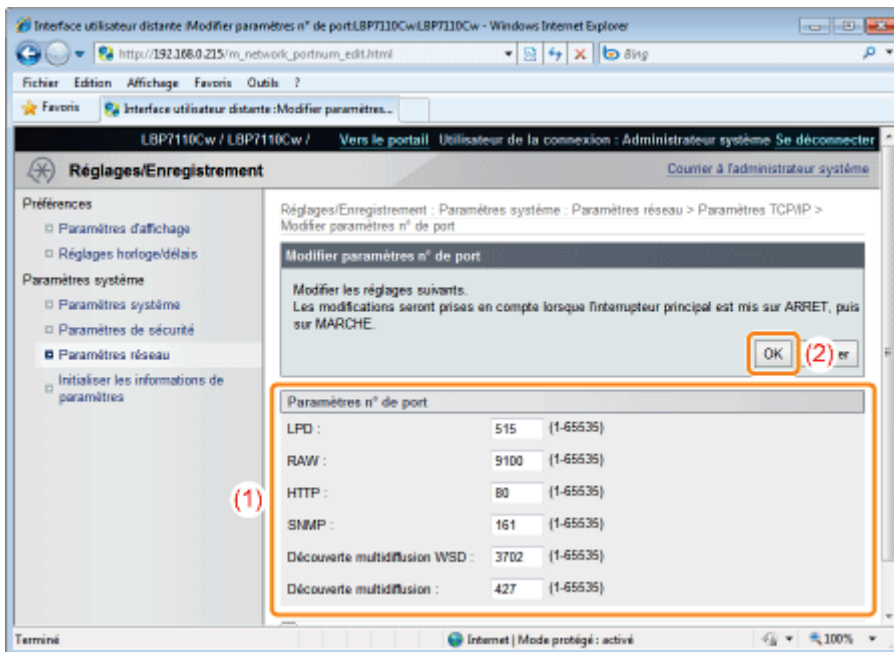 Interface utilisateur distante :Modifier paramètres n° de port:LBP7110Cw:LBP7110Cw - Windows Internet Explorer
http://192.168.0.215/m_network_portnum_edit.html
Bing
Fichier Edition Affichage Favoris Outils ?
Favoris Interface utilisateur distante :Modifier paramètres...
LBP7110Cw / LBP7110Cw / Vers le portail Utilisateur de la connexion : Administrateur système Se déconnecter
Réglages/Enregistrement Courrier à l'administrateur système
Préférences
Paramètres d'affichage
Réglages horloge/délais
Paramètres système
Paramètres système
Paramètres de sécurité
Paramètres réseau
Initialiser les informations de
paramètres
Réglages/Enregistrement : Paramètres système : Paramètres réseau > Paramètres TCP/IP >
Modifier paramètres n° de port
Modifier paramètres n° de port
Modifier les réglages suivants.
Les modifications seront prises en compte lorsque l'interrupteur principal est mis sur ARRET, puis
sur MARCHE.
OK (2) er
(1)
Paramètres n° de port
LPD : 515 (1-65535)
RAW : 9100 (1-65535)
HTTP : 80 (1-65535)
SNMP : 161 (1-65535)
Découverte multidiffusion WSD : 3702 (1-65535)
Découverte multidiffusion : 427 (1-65535)
Terminé Internet | Mode protégé : activé 100%